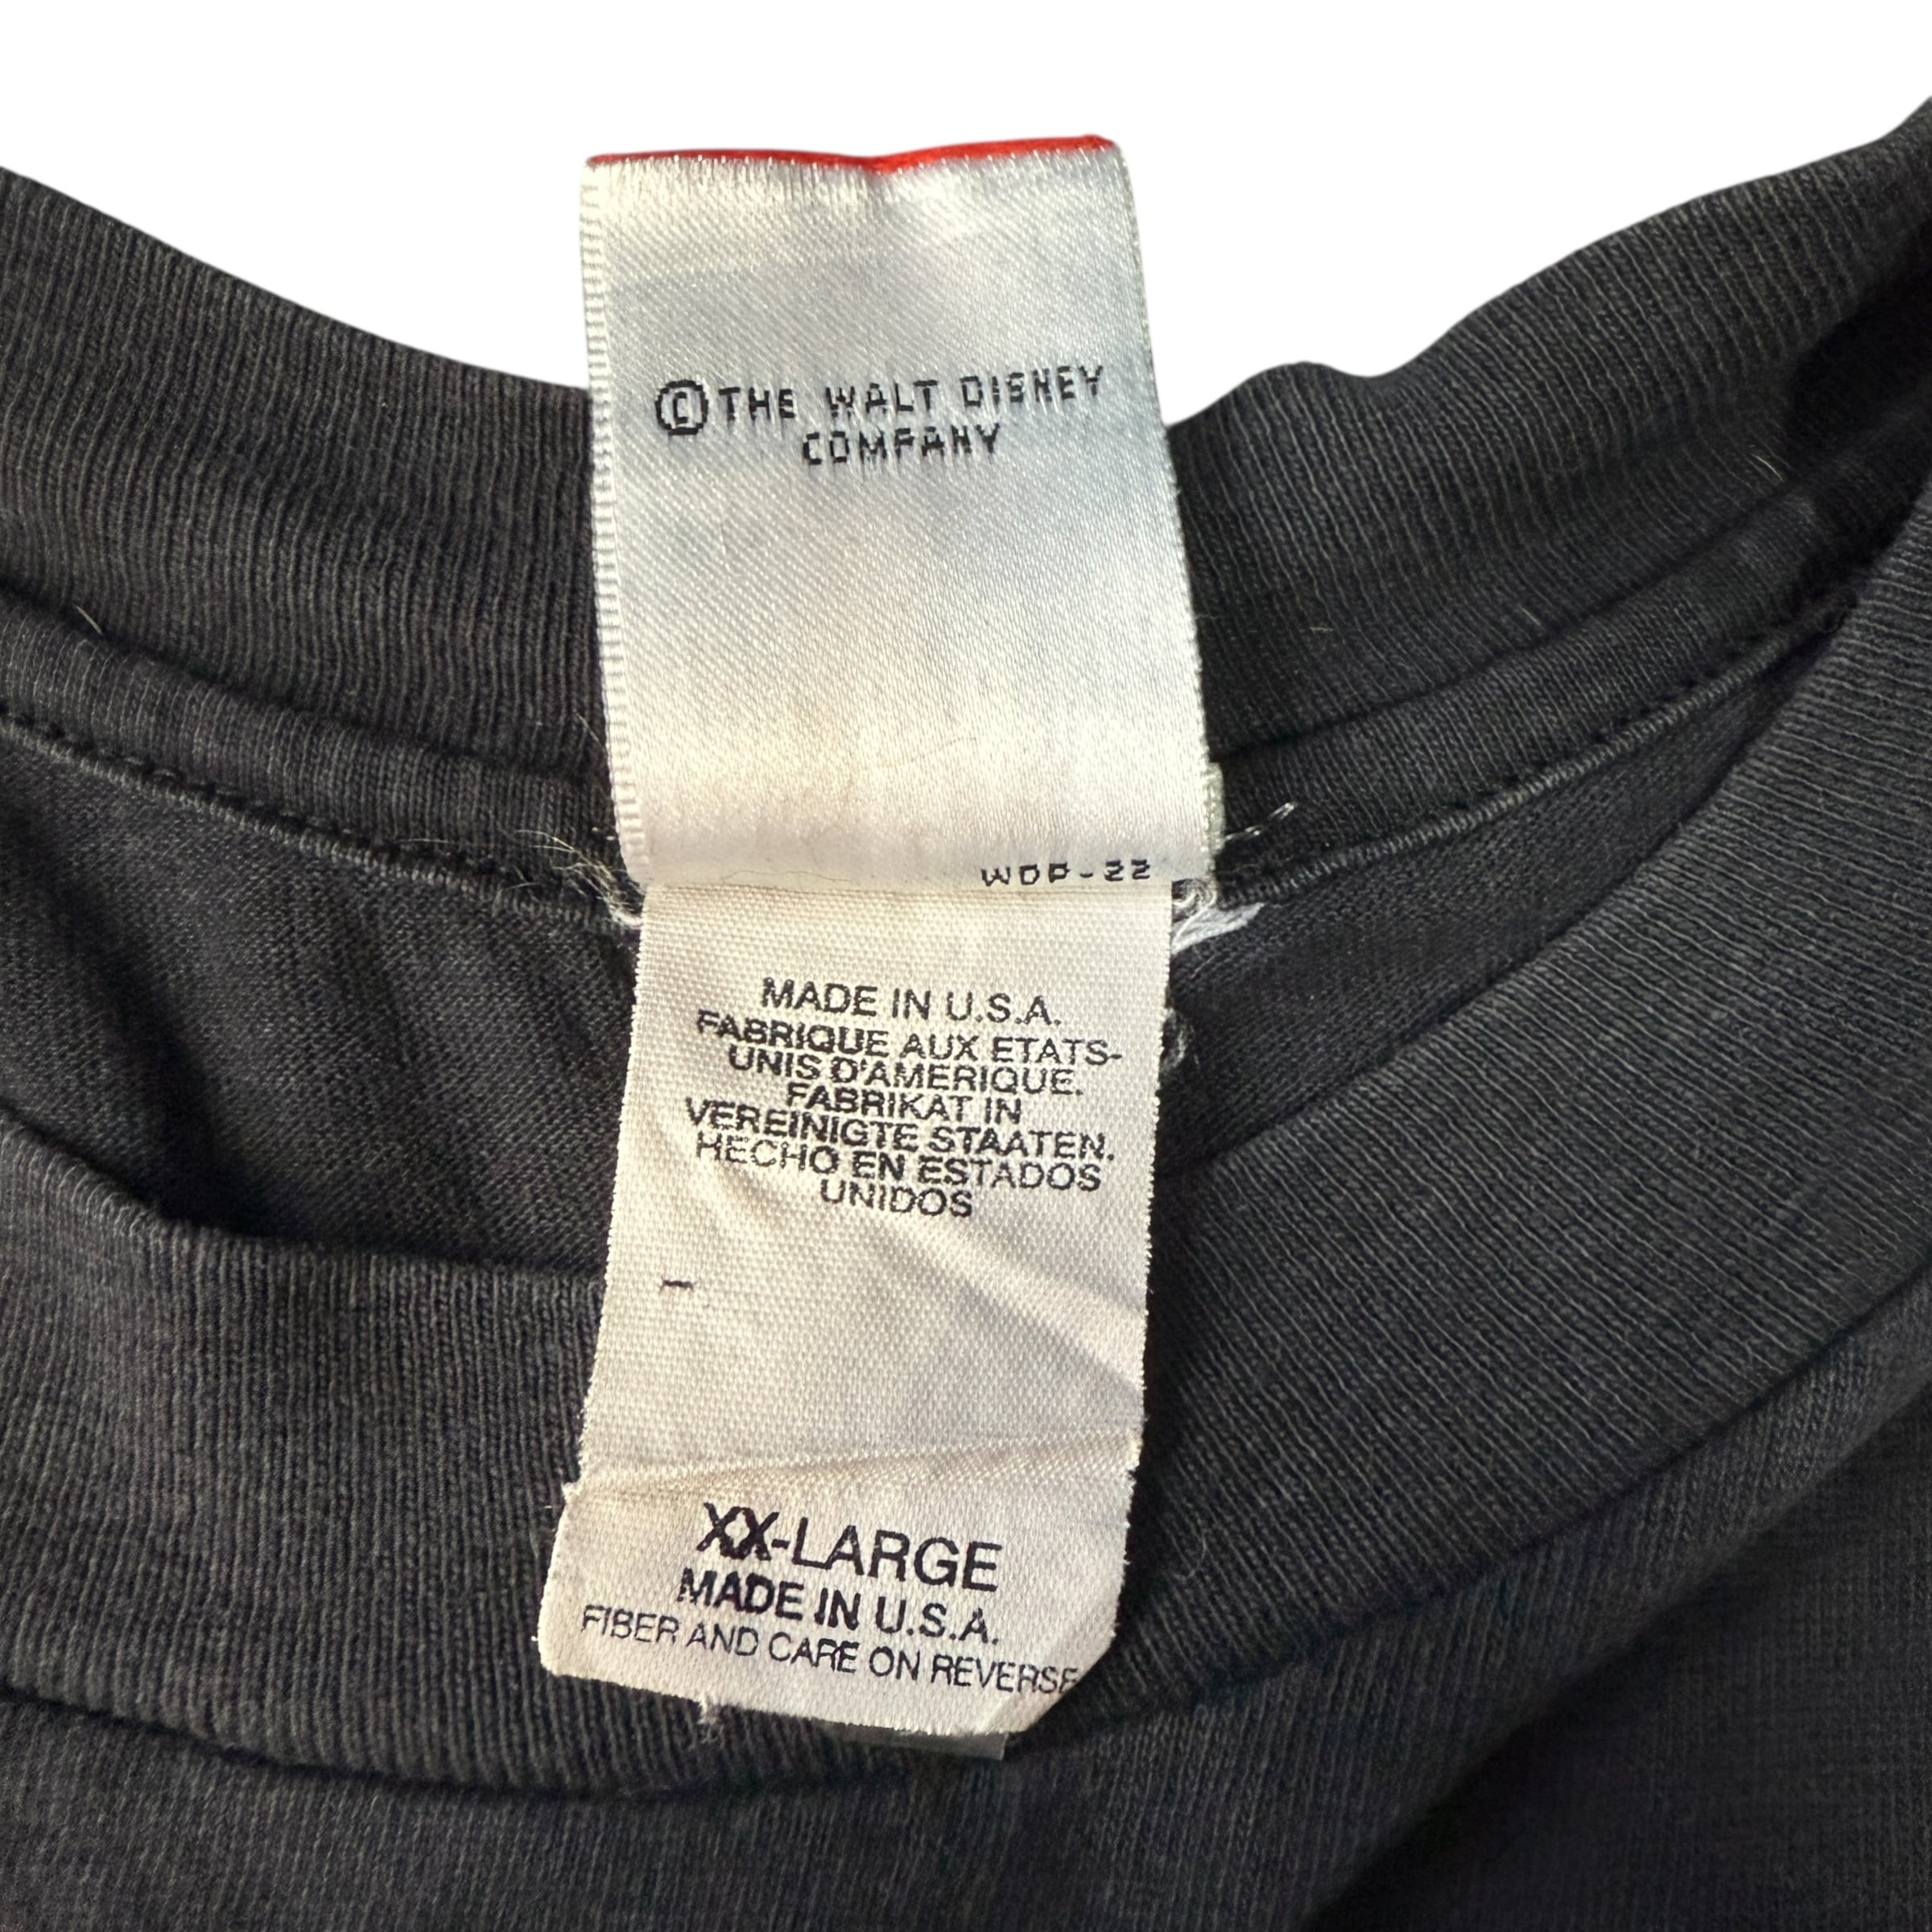 ©THE WALT DISNEY
COMPANY
WDP-22
MADE IN U.S.A.
FABRIQUE AUX ETATS-
UNIS D'AMERIQUE.
FABRIKAT IN
VEREINIGTE STAATEN.
HECHO EN ESTADOS
UNIDOS
XX-LARGE
MADE IN U.S.A.
FIBER AND CARE ON REVERSE